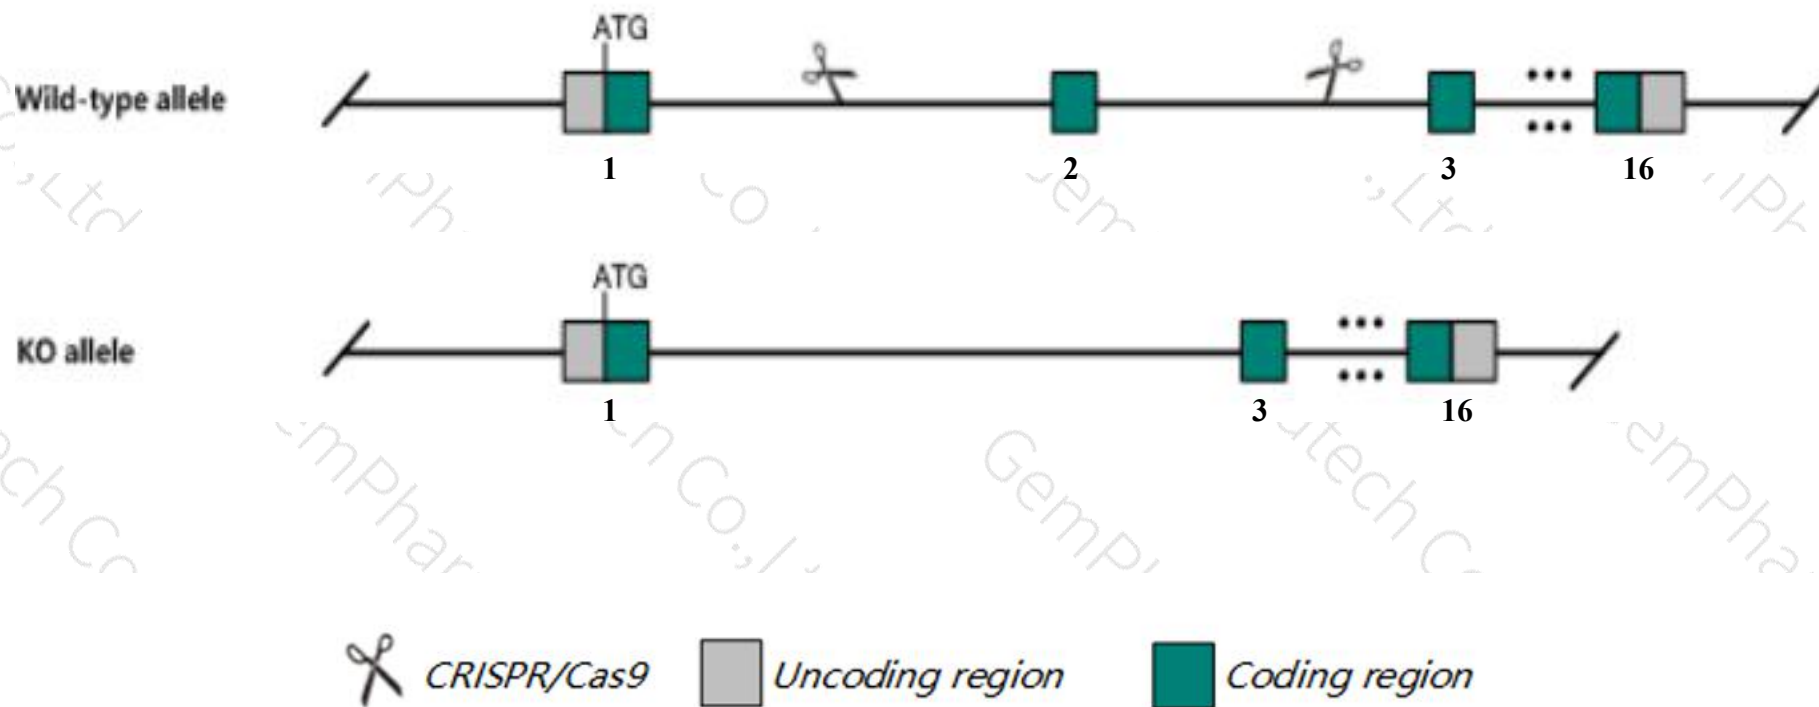 ATG
Wild-type allele
1 2 3 16
ATG
KO allele
1 3 16
CRISPR/Cas9 Uncoding region Coding region
GemPh